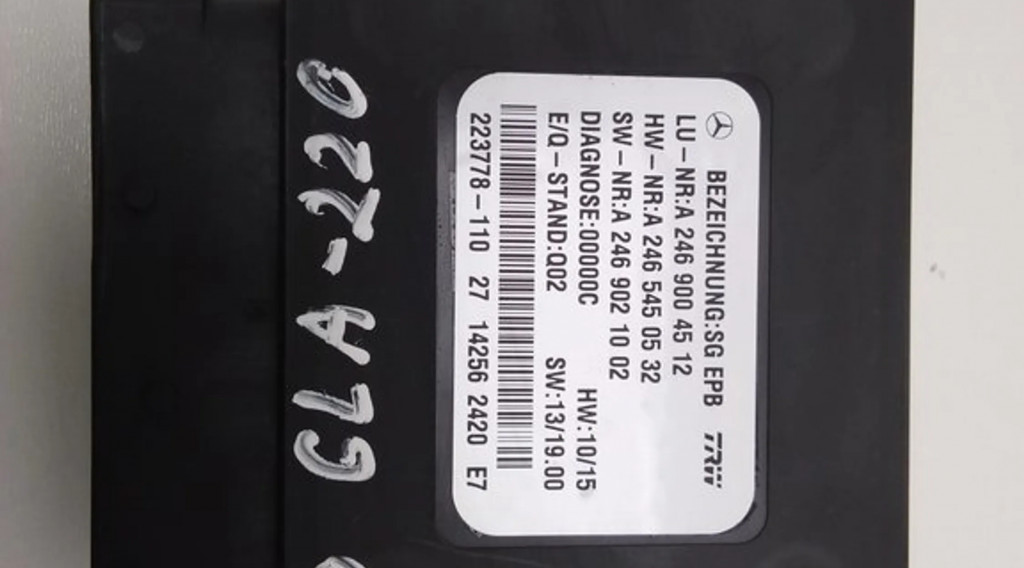 BEZEICHNUNG:SG EPB TRW
LU-NR:A 246 900 45 12
HW-NR:A 246 545 05 32
SW-NR:A 246 902 10 02
DIAGNOSE:00000C HW:10/15
E/Q-STAND:Q02 SW:13/19.00
223778-110 27 14256 2420 E7
CLA-220